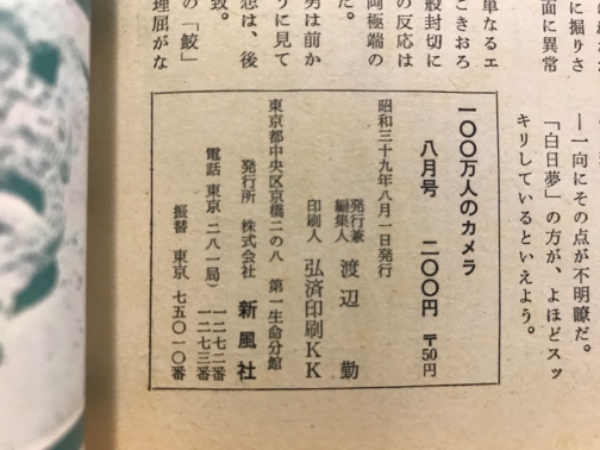 単なるエ
こきおろ
般封切に
の反応は
両極端の
だ。
男は前か
うに見て
恋は、後
致。
の「鮫」
理屈がな
に掘りさ
面に異常
―一向にその点が不明瞭だ。
「白日夢」の方が、よほどスッ
キリしているといえよう。
一〇〇万人のカメラ
八月号 二〇〇円 〒50円
昭和三十九年八月一日発行
発行兼編集人 渡辺 勤
印刷人 弘済印刷KK
東京都中央区京橋二の八 第一生命分館
発行所 株式会社 新風社
電話 東京 二八一局)一二七二番
一二七三番
振替 東京 七五〇一〇番